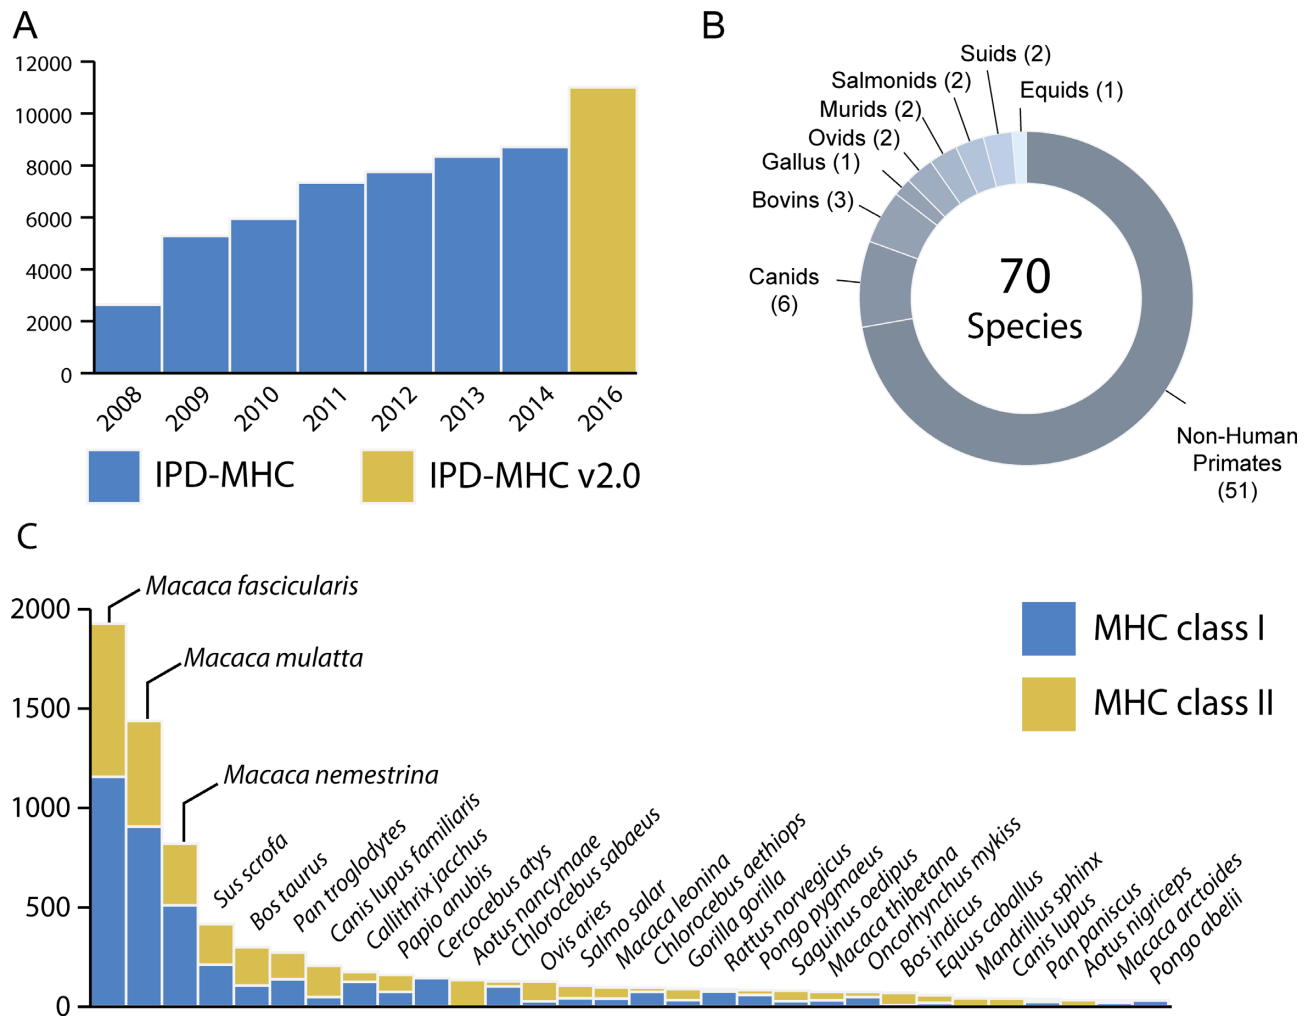 A
12000
10000
8000
6000
4000
2000
0
2008
2009
2010
2011
2012
2013
2014
2016
IPD-MHC
IPD-MHC v2.0
B
Suids (2)
Salmonids (2)
Equids (1)
Murids (2)
Ovids (2)
Gallus (1)
Bovins (3)
Canids
(6)
70
Species
Non-Human
Primates
(51)
C
2000
1500
1000
500
0
Macaca fascicularis
Macaca mulatta
Macaca nemestrina
Sus scrofa
Bos taurus
Pan troglodytes
Canis lupus familiaris
Callithrix jacchus
Papio anubis
Cercocebus atys
Aotus nancymaae
Chlorocebus sabaeus
Ovis aries
Salmo salar
Macaca leonina
Chlorocebus aethiops
Gorilla gorilla
Rattus norvegicus
Pongo pygmaeus
Saguinus oedipus
Macaca thibetana
Oncorhynchus mykiss
Bos indicus
Equus caballus
Mandrillus sphinx
Canis lupus
Pan paniscus
Aotus nigriceps
Macaca arctoides
Pongo abelii
MHC class I
MHC class II